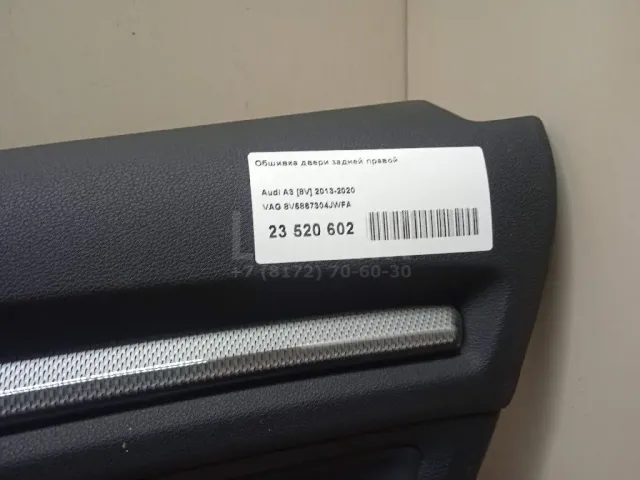 Обшивка двери задней правой
Audi A3 [8V] 2013-2020
VAG 8V5867304JWFA
23 520 602
+7 (8172) 70-60-30